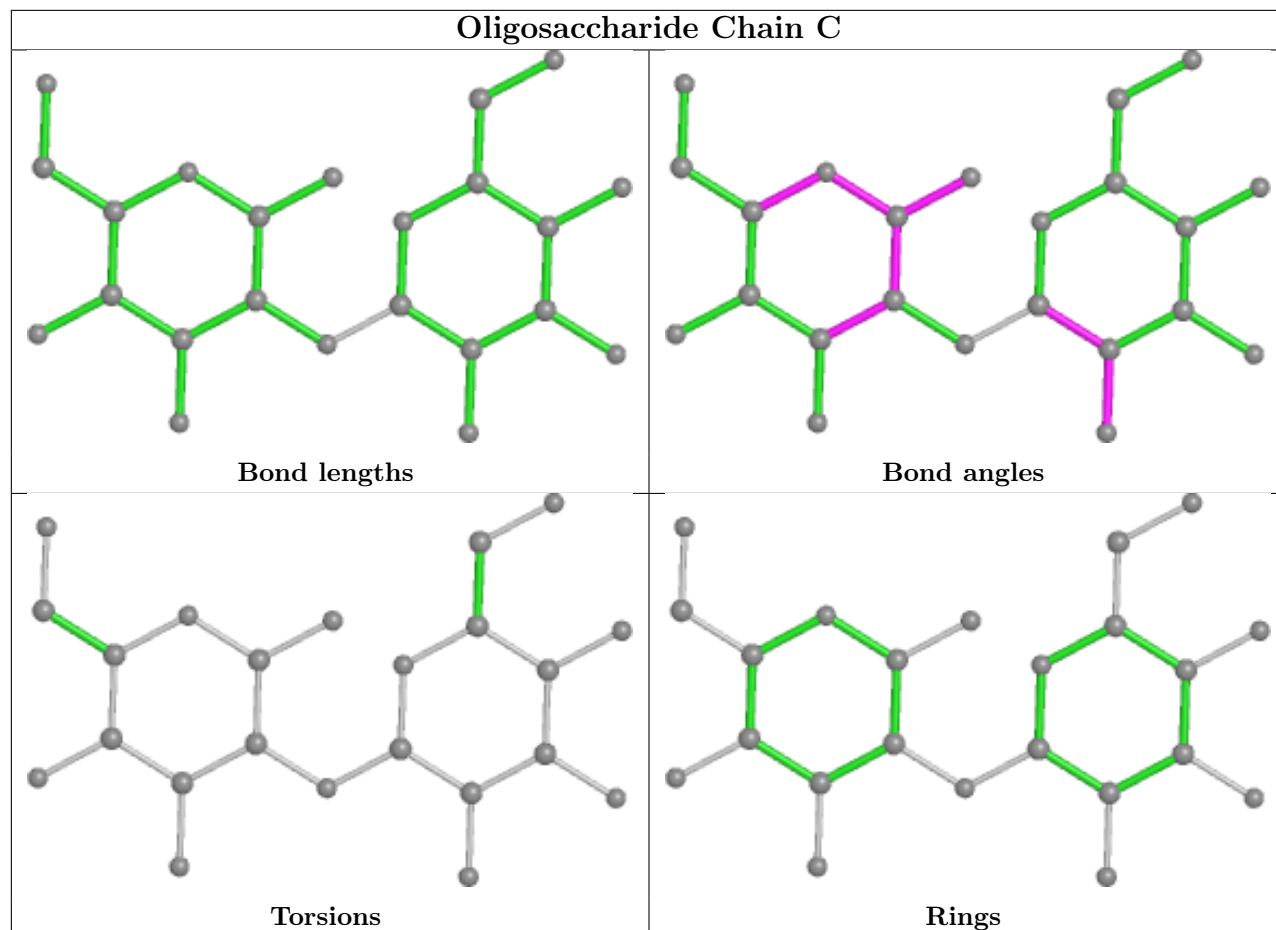 Oligosaccharide Chain C
Bond lengths
Bond angles
Torsions
Rings